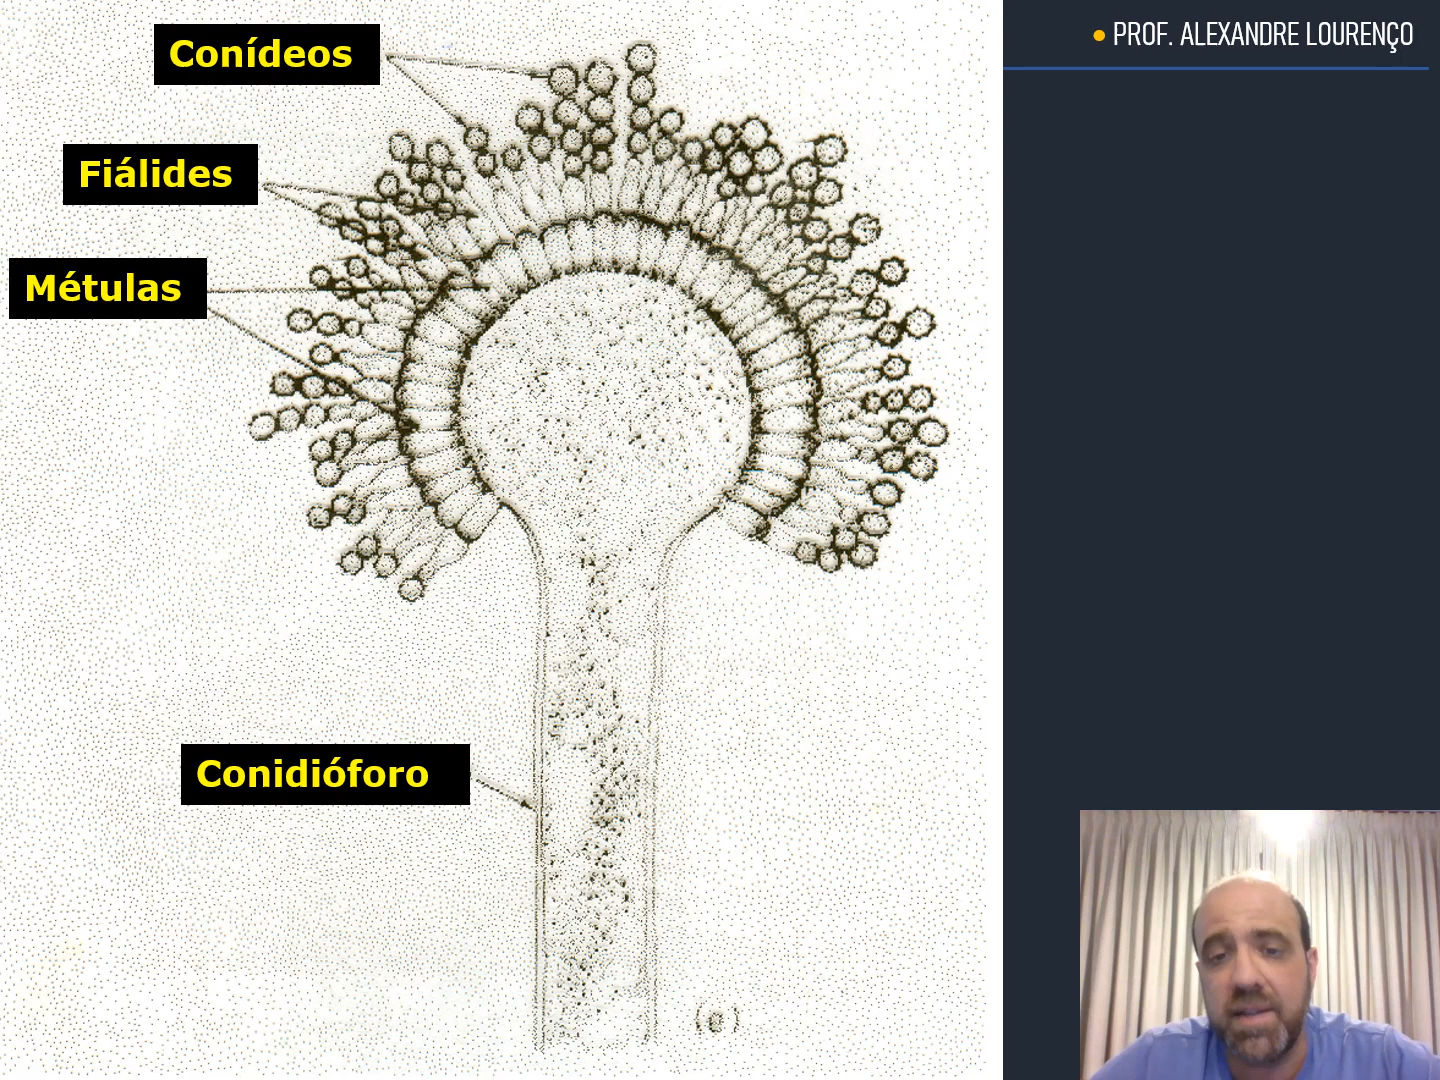 Conídeos
Fiálides
Métulas
Conidióforo
(e)
• PROF. ALEXANDRE LOURENÇO